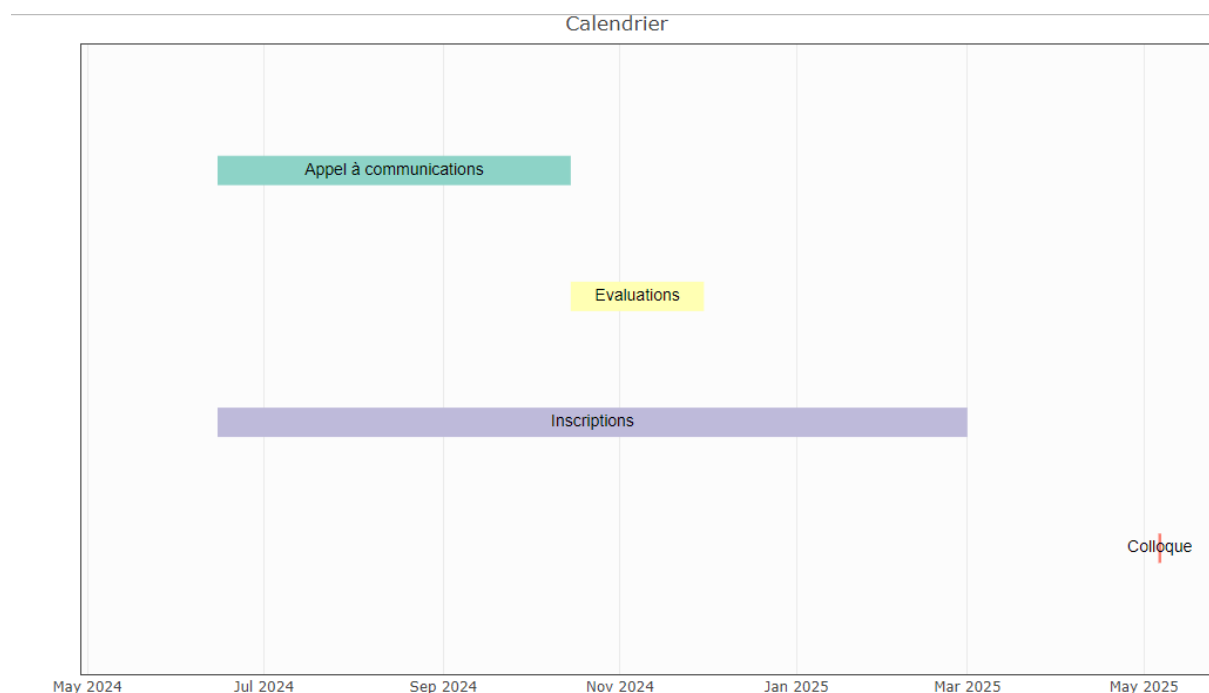 Calendrier
Appel à communications
Evaluations
Inscriptions
Colloque
May 2024 Jul 2024 Sep 2024 Nov 2024 Jan 2025 Mar 2025 May 2025